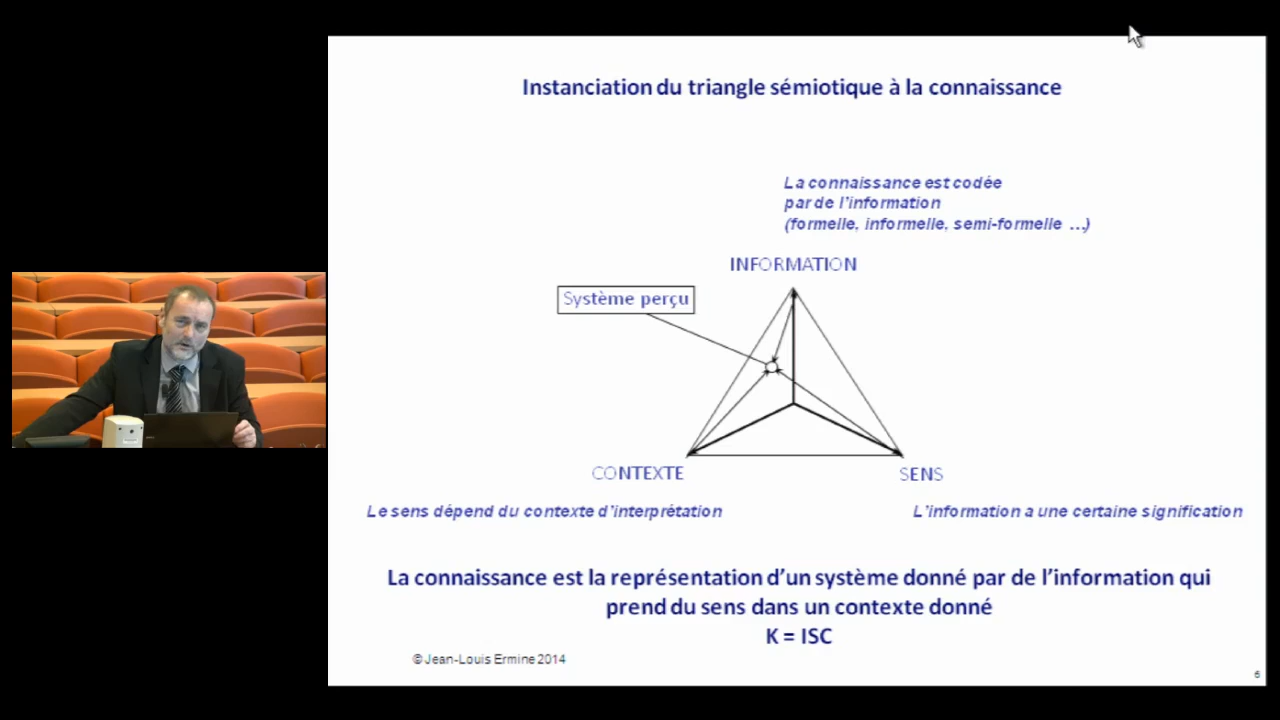 Instanciation du triangle sémiotique à la connaissance
La connaissance est codée
par de l'information
(formelle, informelle, semi-formelle ...)
INFORMATION
Système perçu
CONTEXTE
SENS
Le sens dépend du contexte d'interprétation
L'information a une certaine signification
La connaissance est la représentation d'un système donné par de l'information qui
prend du sens dans un contexte donné
K = ISC
© Jean-Louis Ermine 2014
6